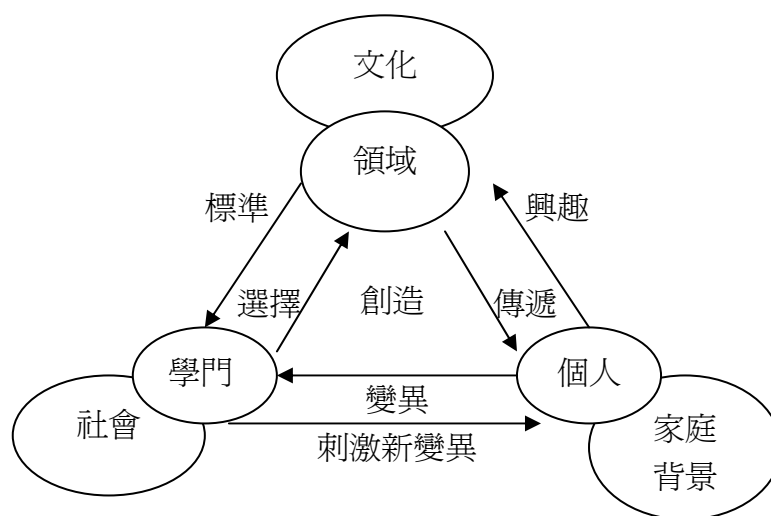 文化
領域
標準
興趣
選擇
創造
傳遞
學門
個人
變異
社會
家庭
背景
刺激新變異